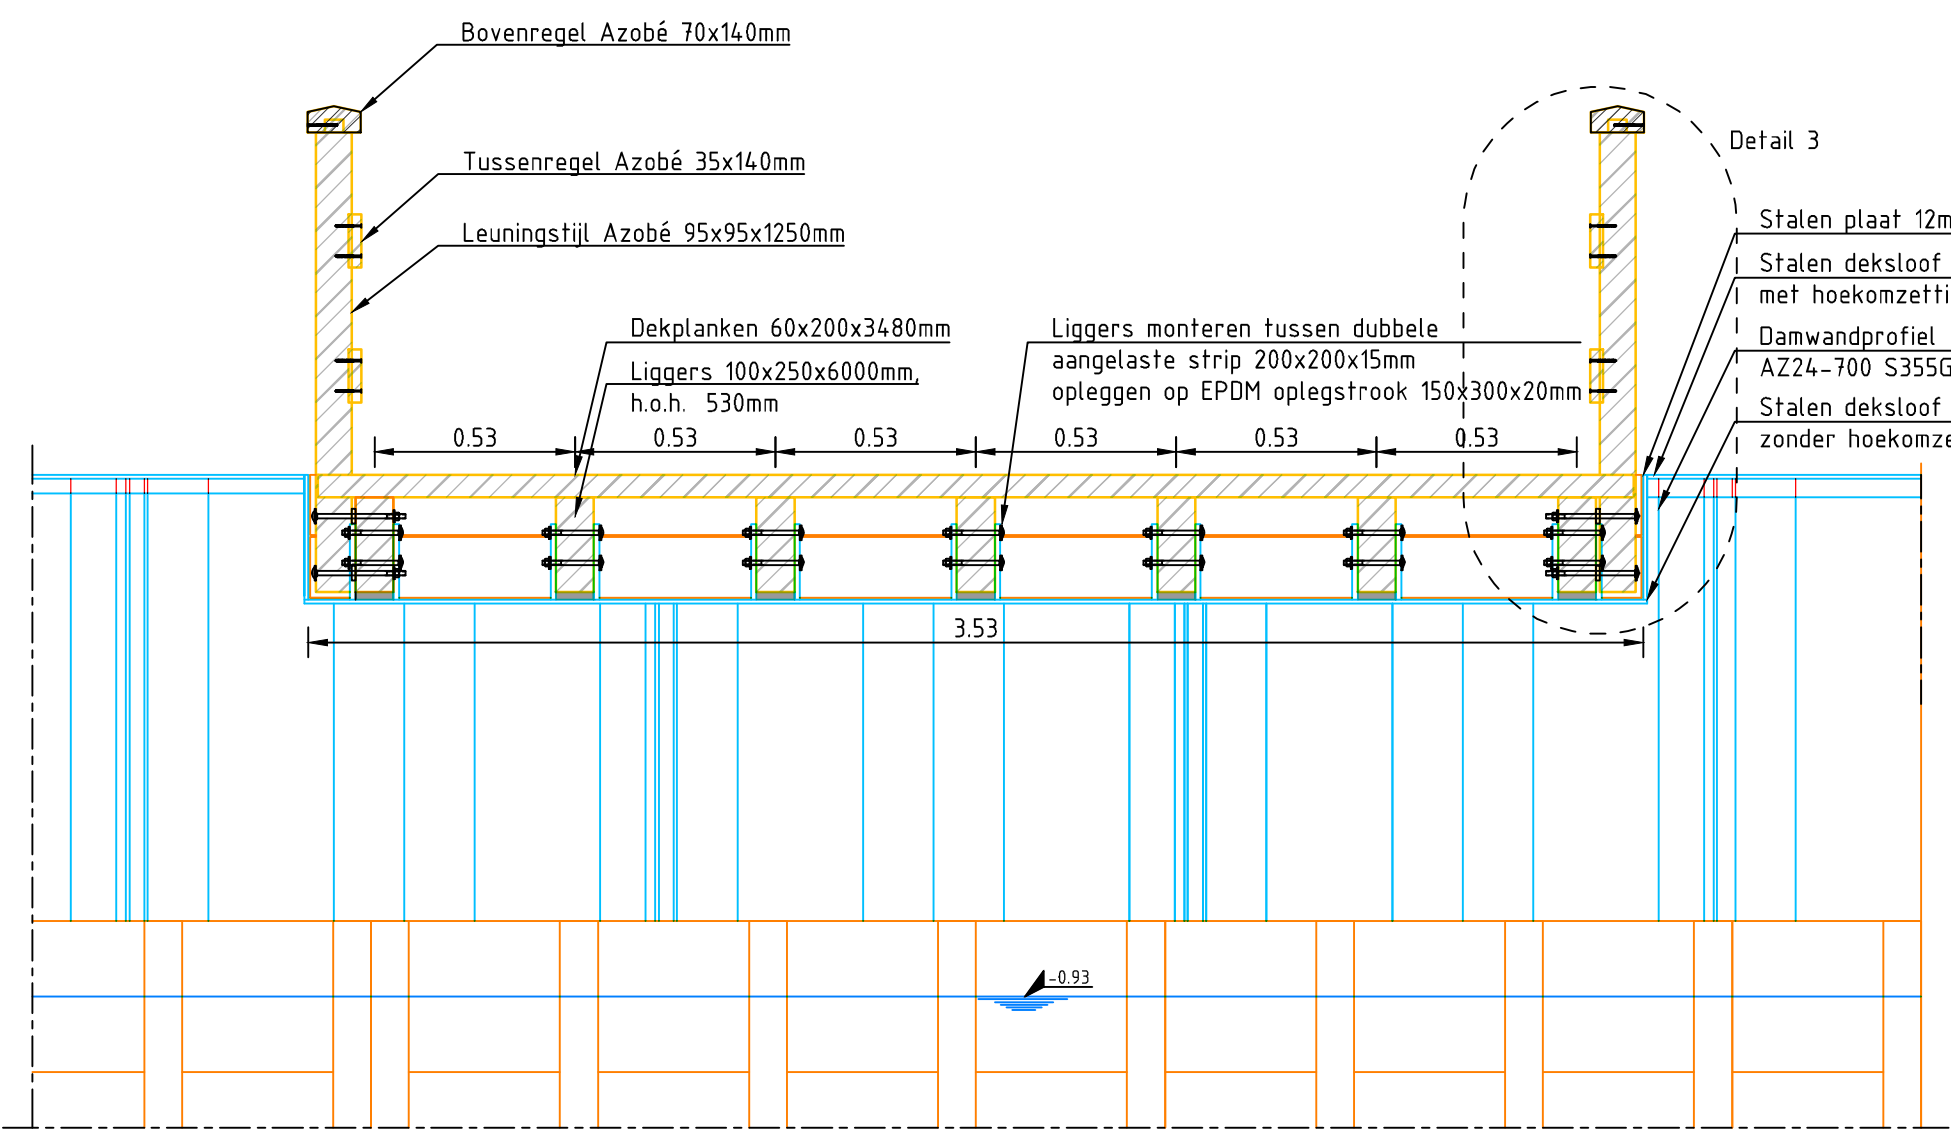 Bovenregel Azobé 70x140mm
Detail 3
Tussenregel Azobé 35x140mm
Leuningstijl Azobé 95x95x1250mm
Stalen plaat 12m
Stalen deksloof
met hoekomzetti
Dekplanken 60x200x3480mm
Liggers 100x250x6000mm,
h.o.h. 530mm
Liggers monteren tussen dubbele
aangelaste strip 200x200x15mm
opleggen op EPDM oplegstrook 150x300x20mm
Damwandprofiel
AZ24-700 S355G
Stalen deksloof
zonder hoekomze
0.53 0.53 0.53 0.53 0.53 0.53
3.53
-0.93